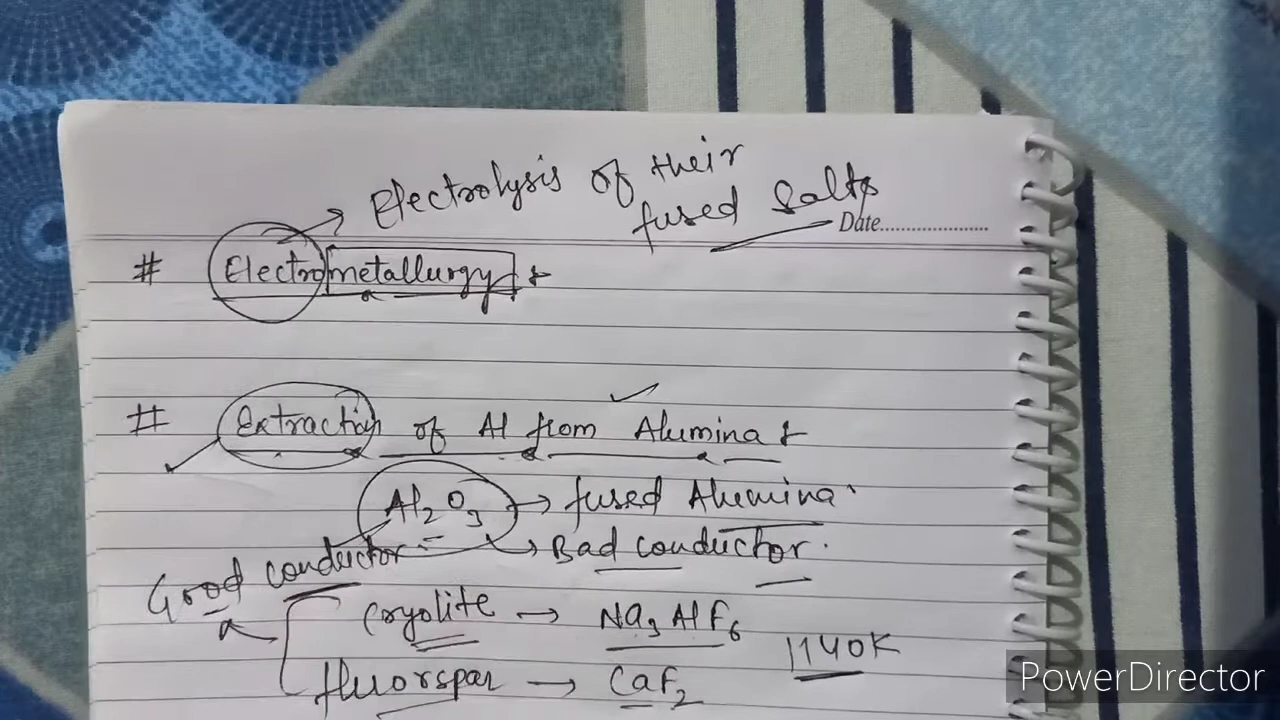 Electrolysis of their
fused salts
Date
# Electrometallurgy :
# Extraction of Al from Alumina :
Al2O3 → fused Alumina
→ Bad conductor.
Good conductor
Cryolite → Na3AlF6
1140K
fluorspar → CaF2
PowerDirector